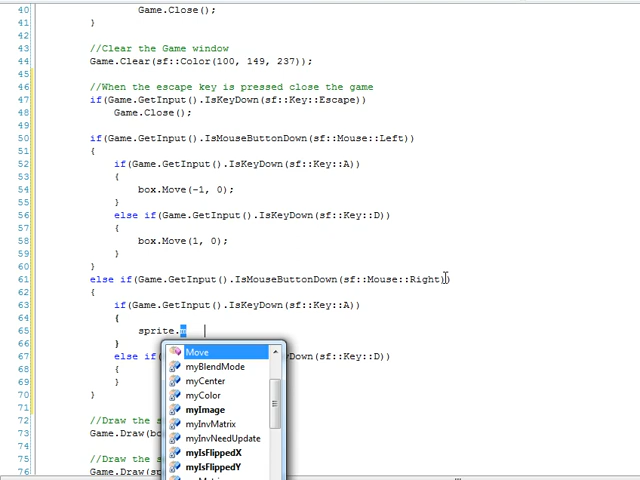 40 Game.Close();
41 }
42
43 //Clear the Game window
44 Game.Clear(sf::Color(100, 149, 237));
45
46 //When the escape key is pressed close the game
47 if(Game.GetInput().IsKeyDown(sf::Key::Escape))
48 Game.Close();
49
50 if(Game.GetInput().IsMouseButtonDown(sf::Mouse::Left))
51 {
52 if(Game.GetInput().IsKeyDown(sf::Key::A))
53 {
54 box.Move(-1, 0);
55 }
56 else if(Game.GetInput().IsKeyDown(sf::Key::D))
57 {
58 box.Move(1, 0);
59 }
60 }
61 else if(Game.GetInput().IsMouseButtonDown(sf::Mouse::Right))
62 {
63 if(Game.GetInput().IsKeyDown(sf::Key::A))
64 {
65 sprite.m
66 }
67 else if( yDown(sf::Key::D))
68 {
69 }
70 }
71
72 //Draw the s
73 Game.Draw(bo
74
75 //Draw the s
76 Game.Draw(sp
Move
myBlendMode
myCenter
myColor
myImage
myInvMatrix
myInvNeedUpdate
myIsFlippedX
myIsFlippedY